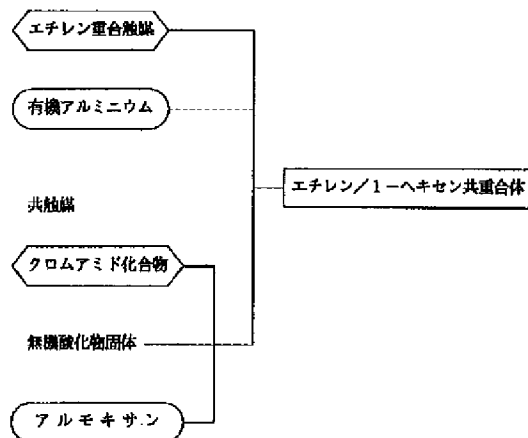 エチレン重合触媒
有機アルミニウム
エチレン/1-ヘキセン共重合体
共触媒
クロムアミド化合物
無機酸化物固体
アルモキサン